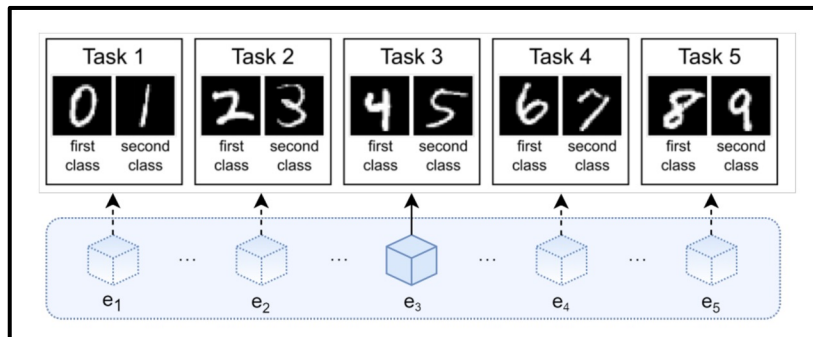 Task 1 Task 2 Task 3 Task 4 Task 5
0 1 2 3 4 5 6 7 8 9
first second first second first second first second first second
class class class class class class class class class class
... ... ... ...
e1 e2 e3 e4 e5